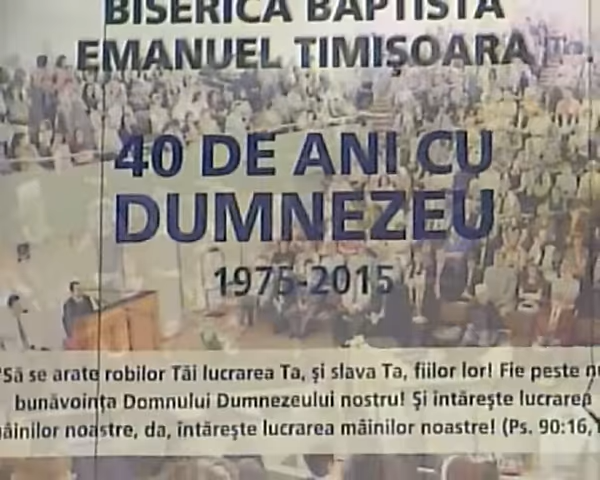 BISERICA BAPTISTĂ
EMANUEL TIMIŞOARA
40 DE ANI CU
DUMNEZEU
1975-2015
"Să se arate robilor Tăi lucrarea Ta, şi slava Ta, fiilor lor! Fie peste
bunăvoinţa Domnului Dumnezeului nostru! Şi întăreşte lucrarea
mâinilor noastre, da, întăreşte lucrarea mâinilor noastre! (Ps. 90:16,